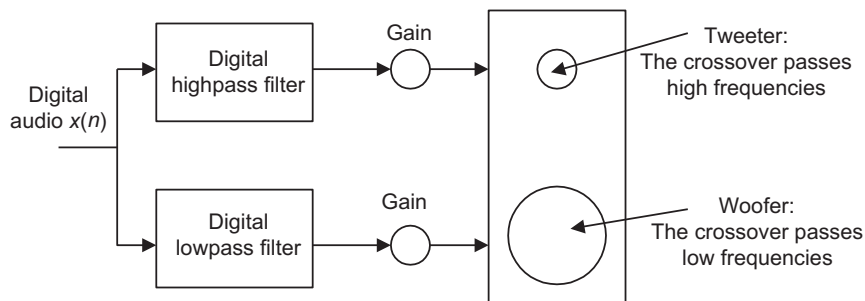 Digital
audio x(n)
Digital
highpass filter
Gain
Tweeter:
The crossover passes
high frequencies
Digital
lowpass filter
Gain
Woofer:
The crossover passes
low frequencies